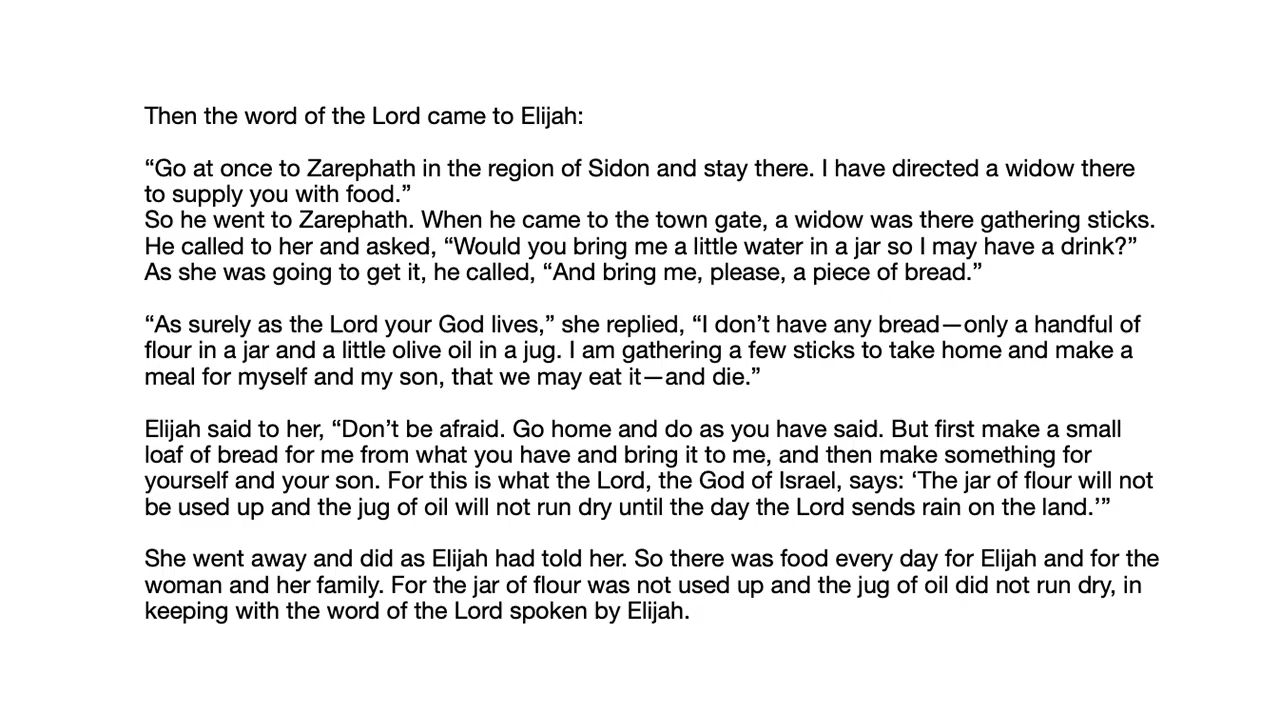 Then the word of the Lord came to Elijah:
“Go at once to Zarephath in the region of Sidon and stay there. I have directed a widow there
to supply you with food.”
So he went to Zarephath. When he came to the town gate, a widow was there gathering sticks.
He called to her and asked, “Would you bring me a little water in a jar so I may have a drink?”
As she was going to get it, he called, “And bring me, please, a piece of bread.”
“As surely as the Lord your God lives,” she replied, “I don’t have any bread—only a handful of
flour in a jar and a little olive oil in a jug. I am gathering a few sticks to take home and make a
meal for myself and my son, that we may eat it—and die.”
Elijah said to her, “Don’t be afraid. Go home and do as you have said. But first make a small
loaf of bread for me from what you have and bring it to me, and then make something for
yourself and your son. For this is what the Lord, the God of Israel, says: ‘The jar of flour will not
be used up and the jug of oil will not run dry until the day the Lord sends rain on the land.’”
She went away and did as Elijah had told her. So there was food every day for Elijah and for the
woman and her family. For the jar of flour was not used up and the jug of oil did not run dry, in
keeping with the word of the Lord spoken by Elijah.